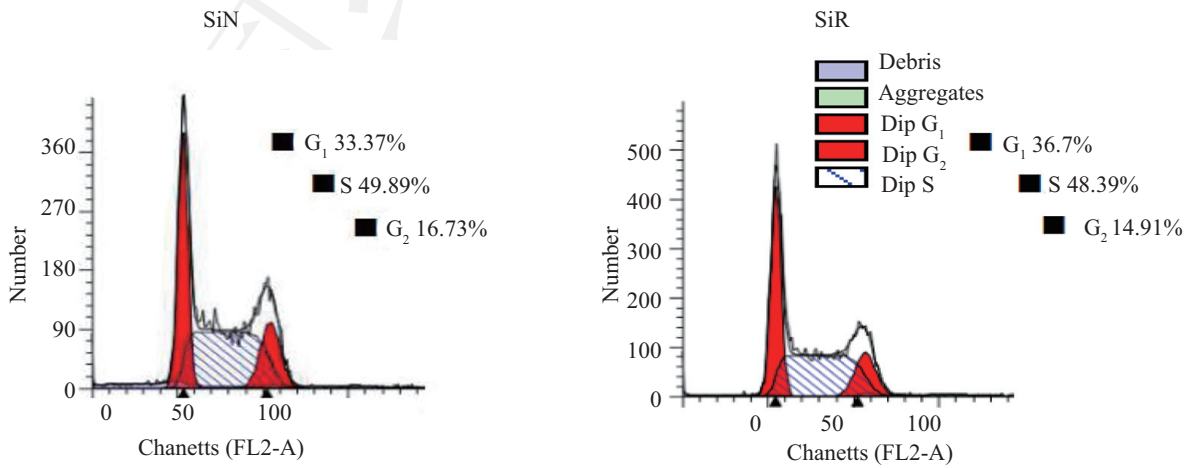 SiN
Number
360
270
180
90
0
G₁ 33.37%
S 49.89%
G₂ 16.73%
0 50 100
Chanetts (FL2-A)
SiR
Debris
Aggregates
Dip G₁
Dip G₂
Dip S
Number
500
400
300
200
100
0
G₁ 36.7%
S 48.39%
G₂ 14.91%
0 50 100
Chanetts (FL2-A)